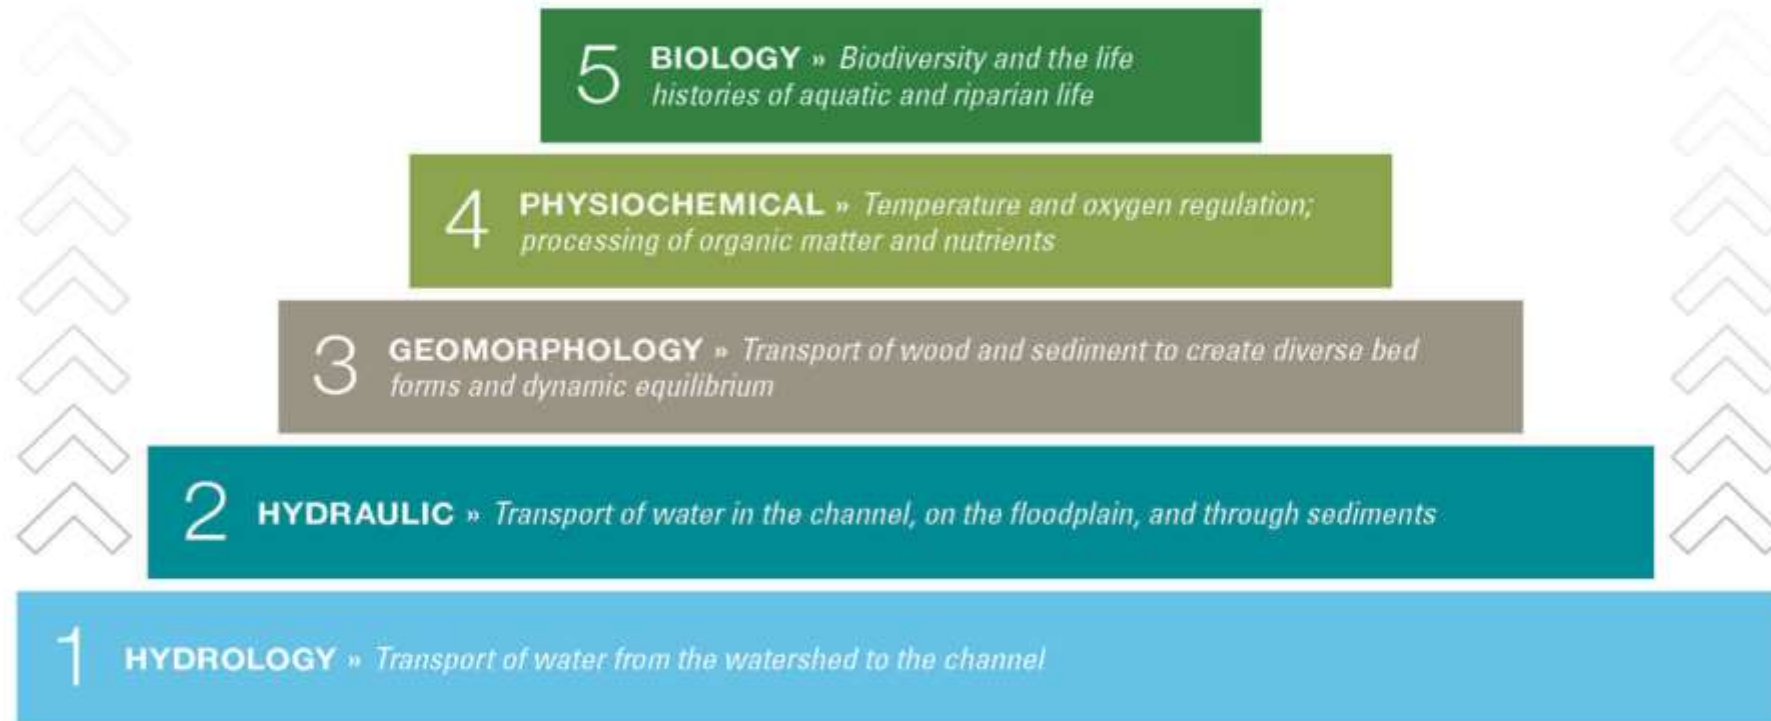 5
BIOLOGY » Biodiversity and the life
histories of aquatic and riparian life
4
PHYSIOCHEMICAL » Temperature and oxygen regulation;
processing of organic matter and nutrients
3
GEOMORPHOLOGY » Transport of wood and sediment to create diverse bed
forms and dynamic equilibrium
2
HYDRAULIC » Transport of water in the channel, on the floodplain, and through sediments
1
HYDROLOGY » Transport of water from the watershed to the channel